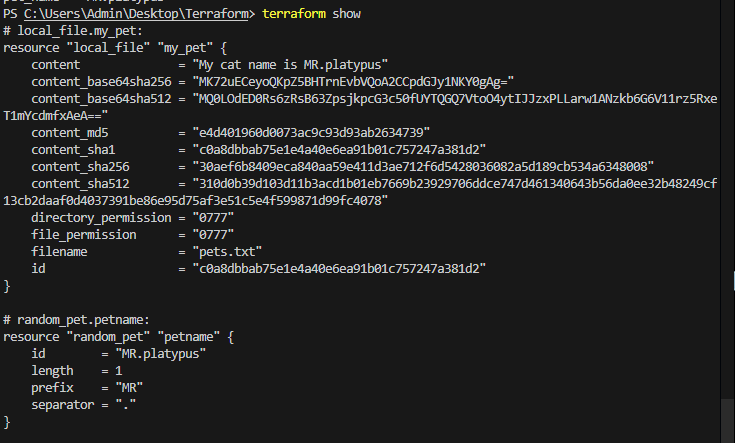 PS C:\Users\Admin\Desktop\Terraform> terraform show
# local_file.my_pet:
resource "local_file" "my_pet" {
    content              = "My cat name is MR.platypus"
    content_base64sha256 = "MK72uECeyoQKpZ5BHTrnEvbVQoA2CCpdGJy1NKY0gAg="
    content_base64sha512 = "MQ0LOdED0Rs6zRsB63ZpsjkpcG3c50fUYTQGQ7VtoO4ytIJJzxPLLarw1ANzkb6G6V11rz5Rxe
T1mYcdmfxAeA=="
    content_md5          = "e4d401960d0073ac9c93d93ab2634739"
    content_sha1         = "c0a8dbbab75e1e4a40e6ea91b01c757247a381d2"
    content_sha256       = "30aef6b8409eca840aa59e411d3ae712f6d5428036082a5d189cb534a6348008"
    content_sha512       = "310d0b39d103d11b3acd1b01eb7669b23929706ddce747d461340643b56da0ee32b48249cf
13cb2daaf0d4037391be86e95d75af3e51c5e4f599871d99fc4078"
    directory_permission = "0777"
    file_permission      = "0777"
    filename             = "pets.txt"
    id                   = "c0a8dbbab75e1e4a40e6ea91b01c757247a381d2"
}

# random_pet.petname:
resource "random_pet" "petname" {
    id        = "MR.platypus"
    length    = 1
    prefix    = "MR"
    separator = "."
}